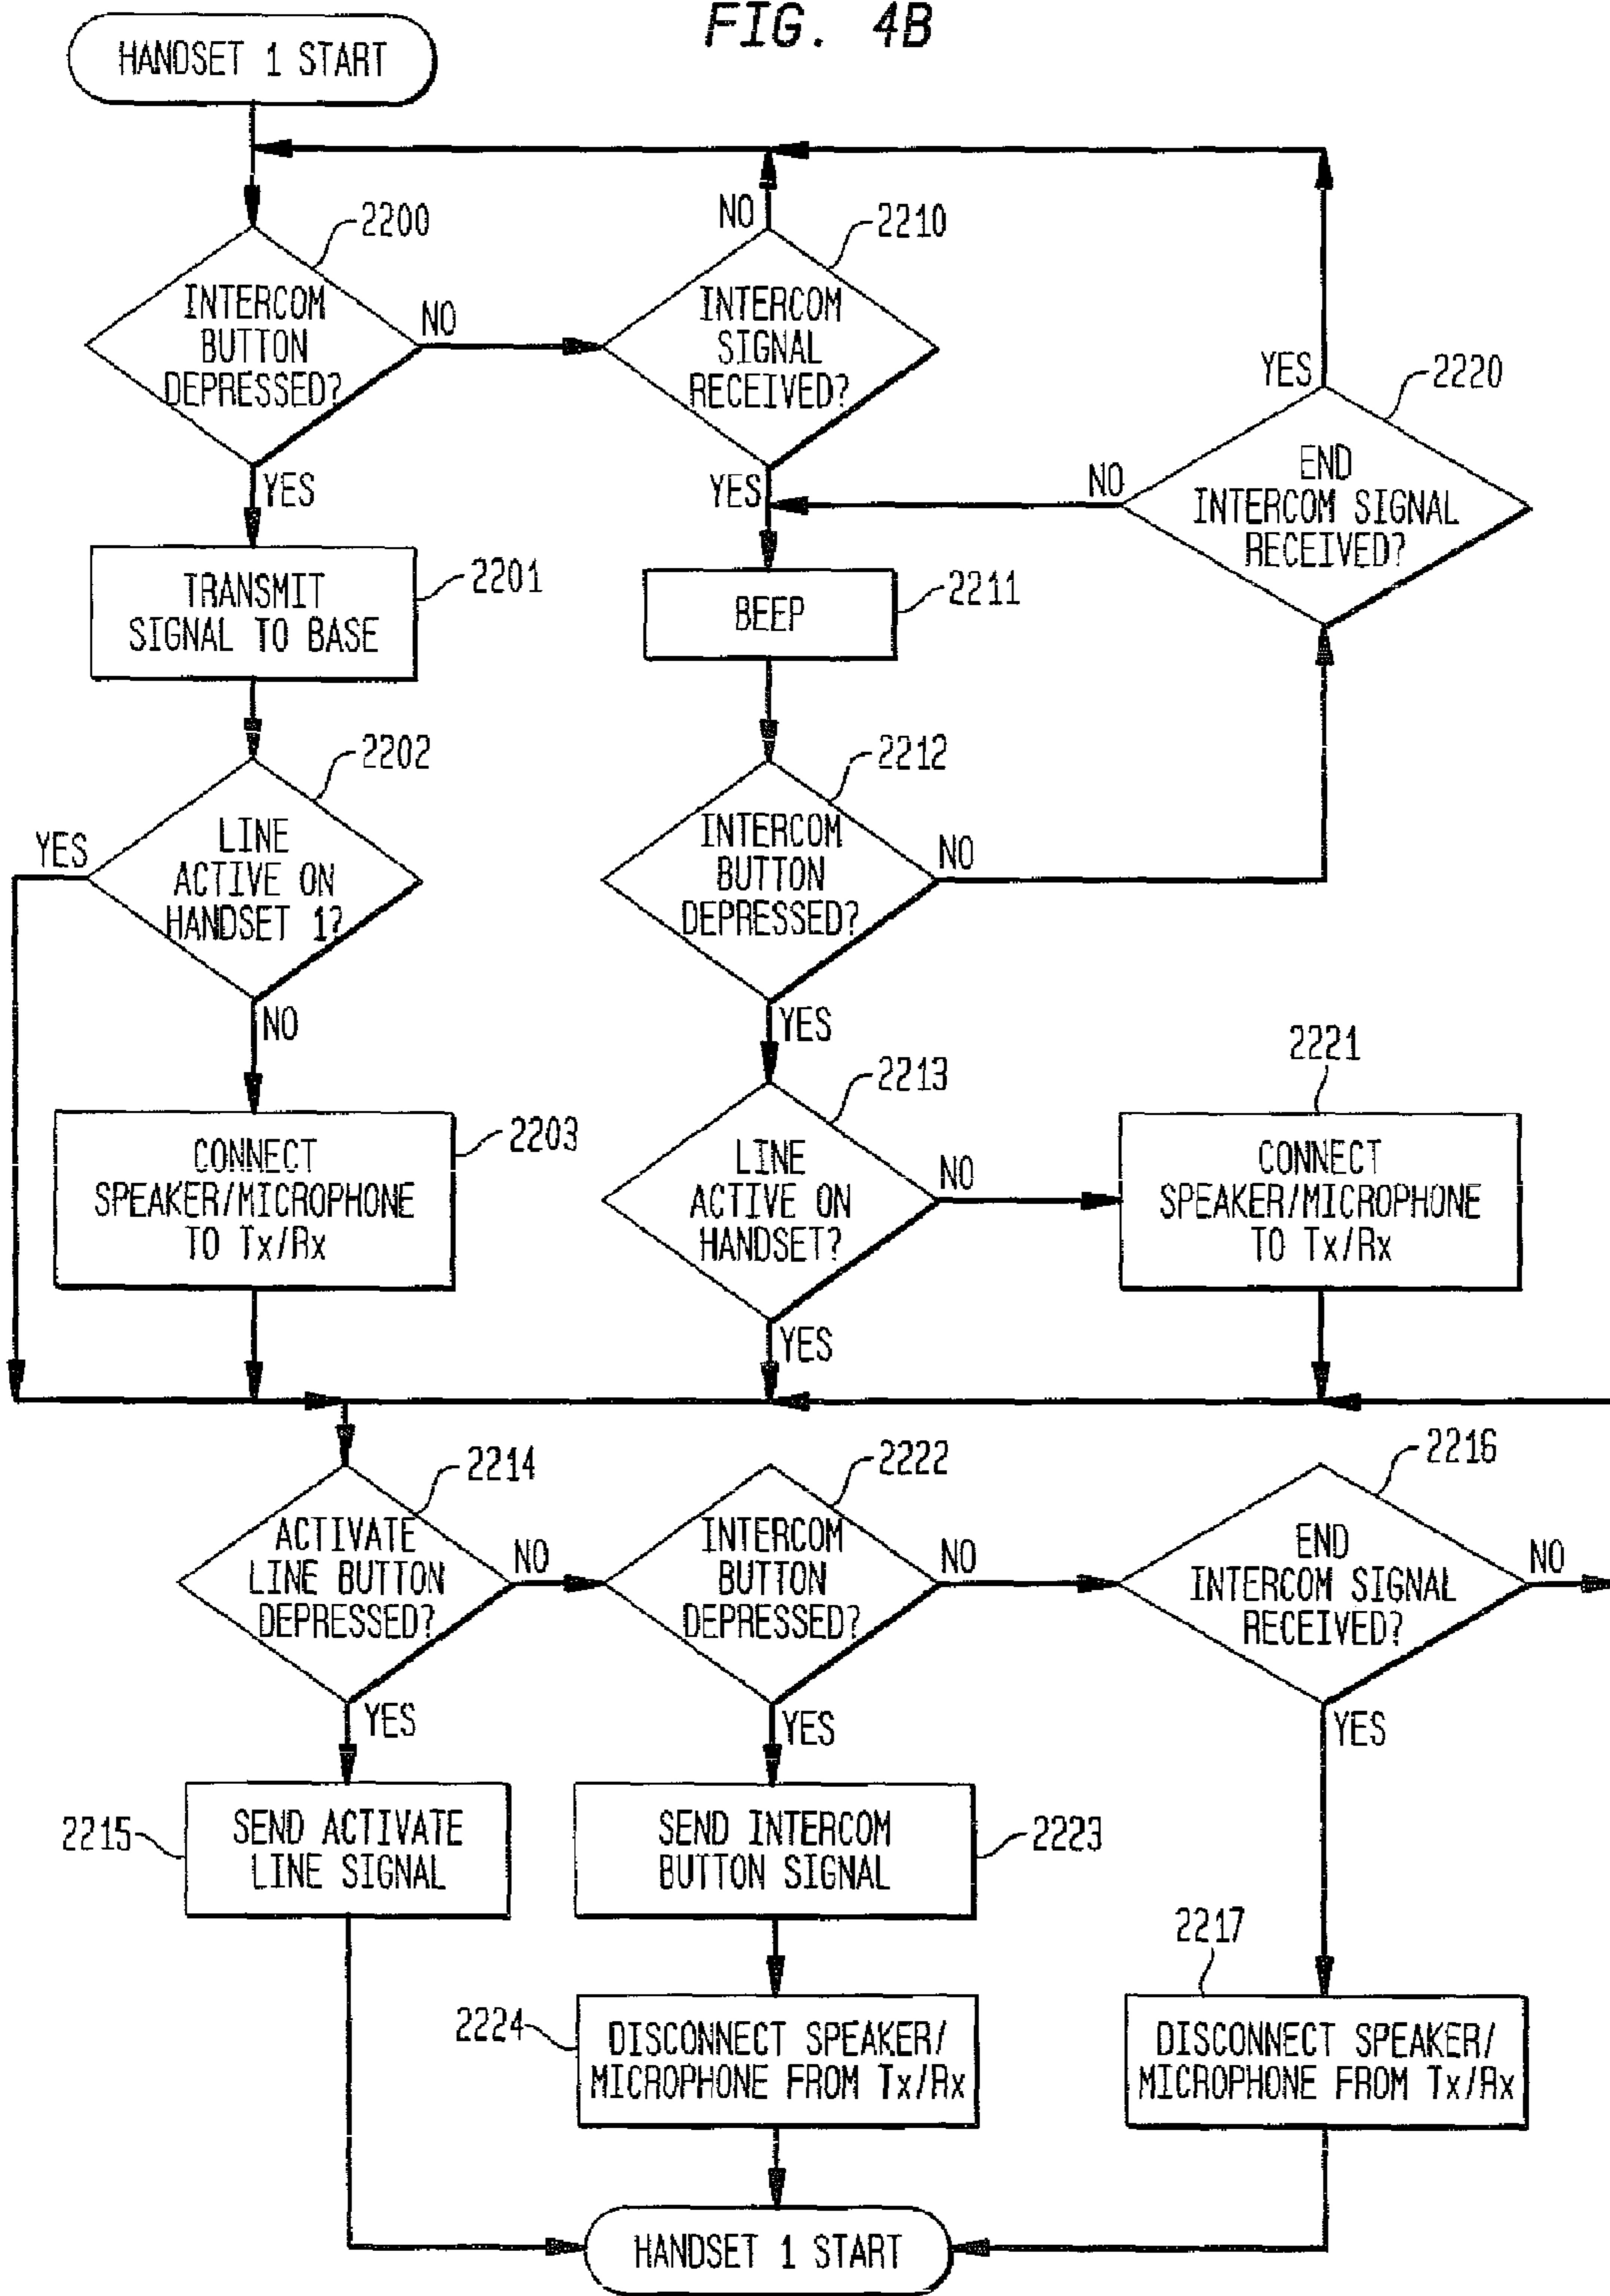 FIG. 4B
HANDSET 1 START
2200
INTERCOM
BUTTON
DEPRESSED?
NO
YES
NO
2210
INTERCOM
SIGNAL
RECEIVED?
YES
YES
2220
END
INTERCOM SIGNAL
RECEIVED?
NO
TRANSMIT
SIGNAL TO BASE
2201
BEEP
2211
2202
YES
LINE
ACTIVE ON
HANDSET 1?
NO
2212
INTERCOM
BUTTON
DEPRESSED?
NO
YES
CONNECT
SPEAKER/MICROPHONE
TO Tx/Rx
2203
2213
LINE
ACTIVE ON
HANDSET?
NO
YES
2221
CONNECT
SPEAKER/MICROPHONE
TO Tx/Rx
2214
ACTIVATE
LINE BUTTON
DEPRESSED?
NO
YES
2222
INTERCOM
BUTTON
DEPRESSED?
NO
YES
2216
END
INTERCOM SIGNAL
RECEIVED?
NO
YES
2215
SEND ACTIVATE
LINE SIGNAL
SEND INTERCOM
BUTTON SIGNAL
2223
2224
DISCONNECT SPEAKER/
MICROPHONE FROM Tx/Rx
2217
DISCONNECT SPEAKER/
MICROPHONE FROM Tx/Rx
HANDSET 1 START